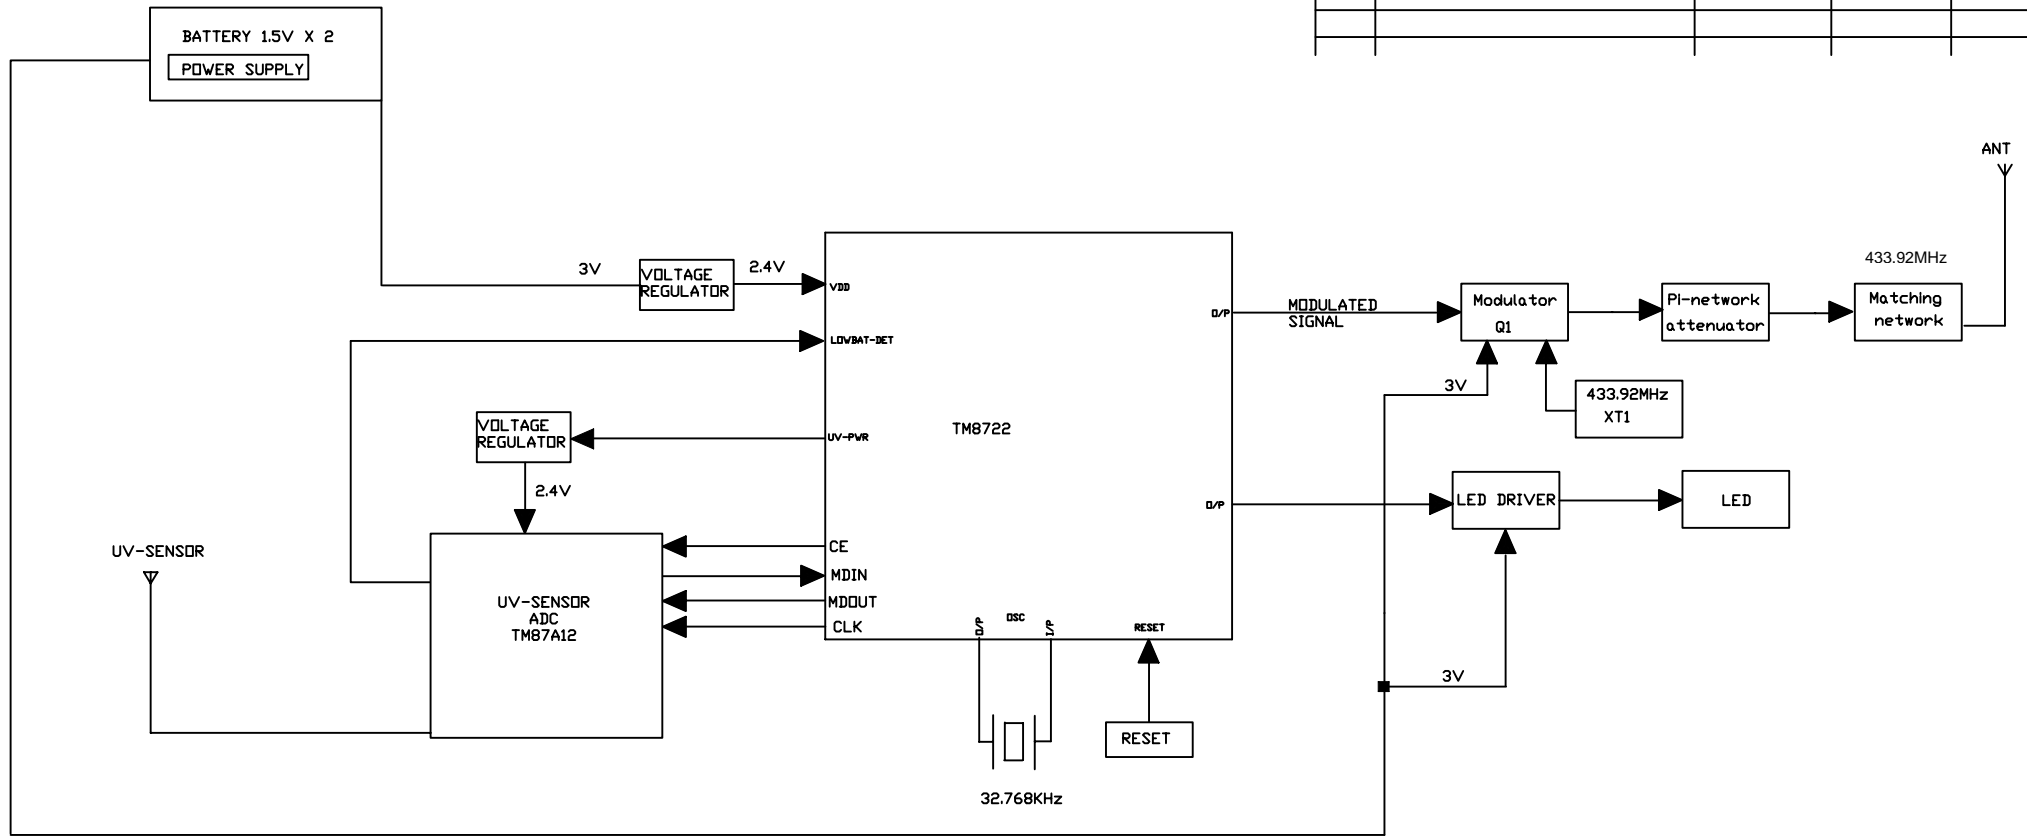 BATTERY 1.5V X 2
POWER SUPPLY
ANT
433.92MHz
3V
VOLTAGE
REGULATOR
2.4V
VDD
LOWBAT-DET
UV-PWR
TM8722
O/P
MODULATED
SIGNAL
Modulator
Q1
Pi-network
attenuator
Matching
network
3V
433.92MHz
XT1
VOLTAGE
REGULATOR
2.4V
O/P
LED DRIVER
LED
UV-SENSOR
UV-SENSOR
ADC
TM87A12
CE
MDIN
MDOUT
CLK
O/P
OSC
I/P
RESET
3V
RESET
32.768KHz